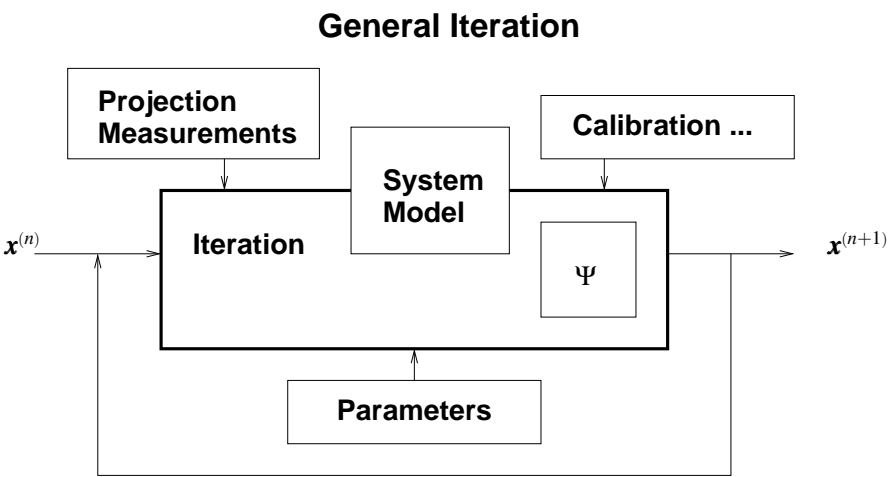 General Iteration
Projection
Measurements
Calibration ...
System
Model
x^(n)
Iteration
Ψ
x^(n+1)
Parameters